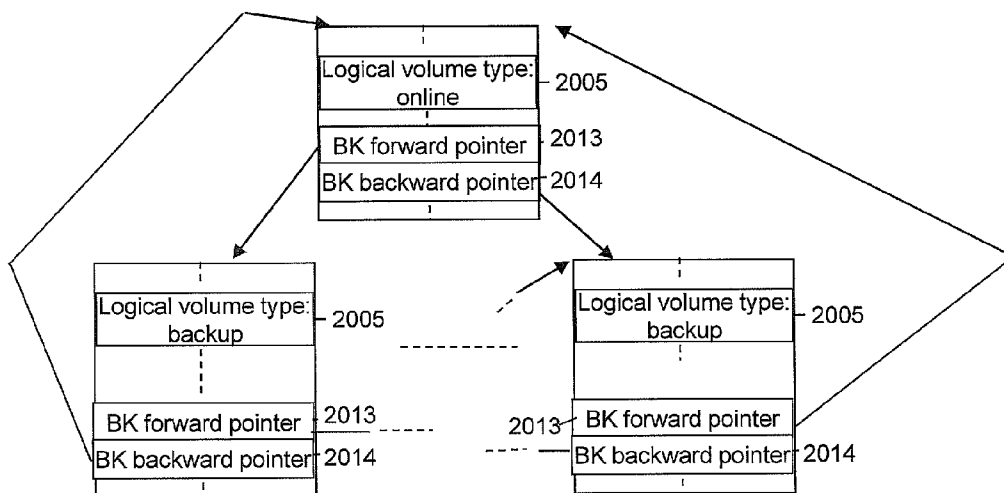 Logical volume type:
online
2005
BK forward pointer
2013
BK backward pointer
2014
Logical volume type:
backup
2005
BK forward pointer
2013
BK backward pointer
2014
Logical volume type:
backup
2005
2013
BK forward pointer
BK backward pointer
2014